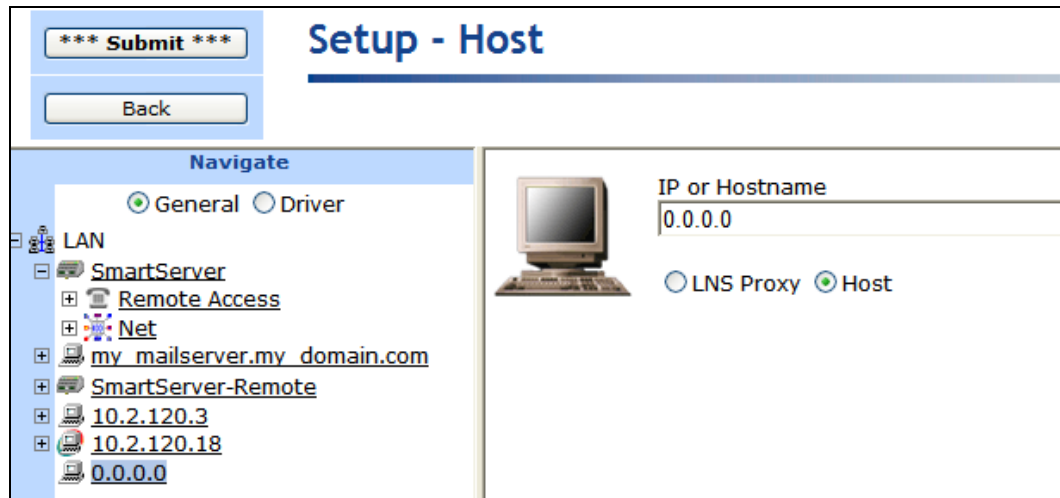 *** Submit ***
Setup - Host
Back
Navigate
General Driver
LAN
SmartServer
Remote Access
Net
my_mailserver.my_domain.com
SmartServer-Remote
10.2.120.3
10.2.120.18
0.0.0.0
IP or Hostname
0.0.0.0
LNS Proxy Host